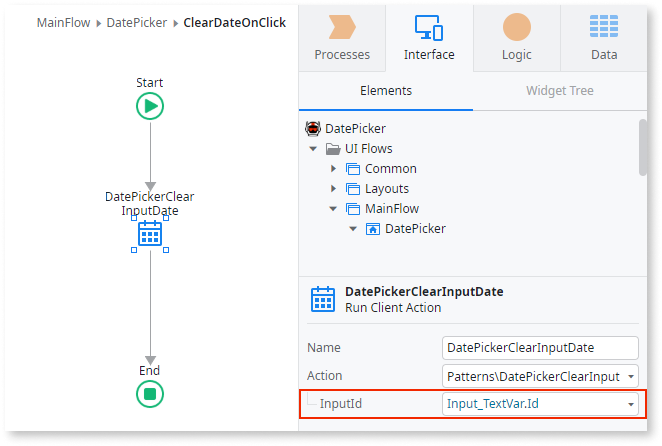 MainFlow ▸ DatePicker ▸ ClearDateOnClick
Start
DatePickerClear
InputDate
End
Processes
Interface
Logic
Data
Elements
Widget Tree
DatePicker
UI Flows
Common
Layouts
MainFlow
DatePicker
DatePickerClearInputDate
Run Client Action
Name DatePickerClearInputDate
Action Patterns\DatePickerClearInput
InputId Input_TextVar.Id